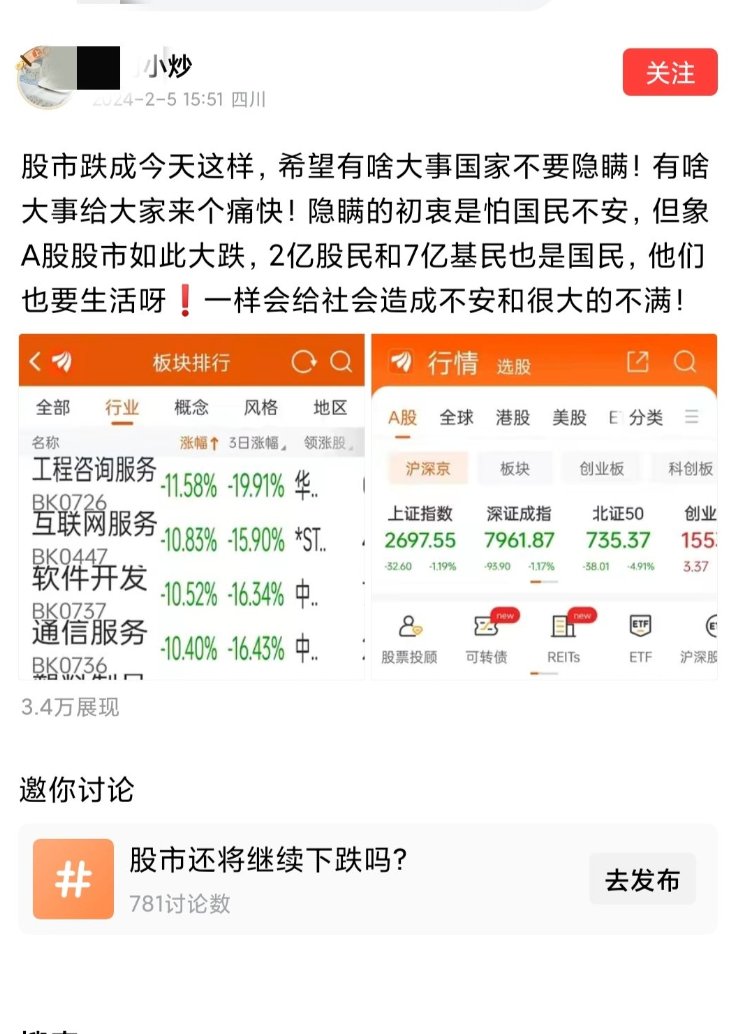 小炒
2024-2-5 15:51 四川
关注
股市跌成今天这样，希望有啥大事国家不要隐瞒！有啥
大事给大家来个痛快！隐瞒的初衷是怕国民不安，但象
A股股市如此大跌，2亿股民和7亿基民也是国民，他们
也要生活呀❗一样会给社会造成不安和很大的不满！
板块排行
全部 行业 概念 风格 地区
名称 涨幅↑ 3日涨幅 领涨股
工程咨询服务 -11.58% -19.91% 华..
BK0726
互联网服务 -10.83% -15.90% *ST..
BK0447
软件开发 -10.52% -16.34% 中..
BK0737
通信服务 -10.40% -16.43% 中..
BK0736
行情 选股
A股 全球 港股 美股 分类
沪深京 板块 创业板 科创板
上证指数 深证成指 北证50 创业
2697.55 7961.87 735.37 155
-32.60 -1.19% -93.90 -1.17% -38.01 -4.91% 3.37
new new
ETF
股票投顾 可转债 REITs ETF 沪深股
3.4万展现
邀你讨论
#
股市还将继续下跌吗？
781讨论数
去发布